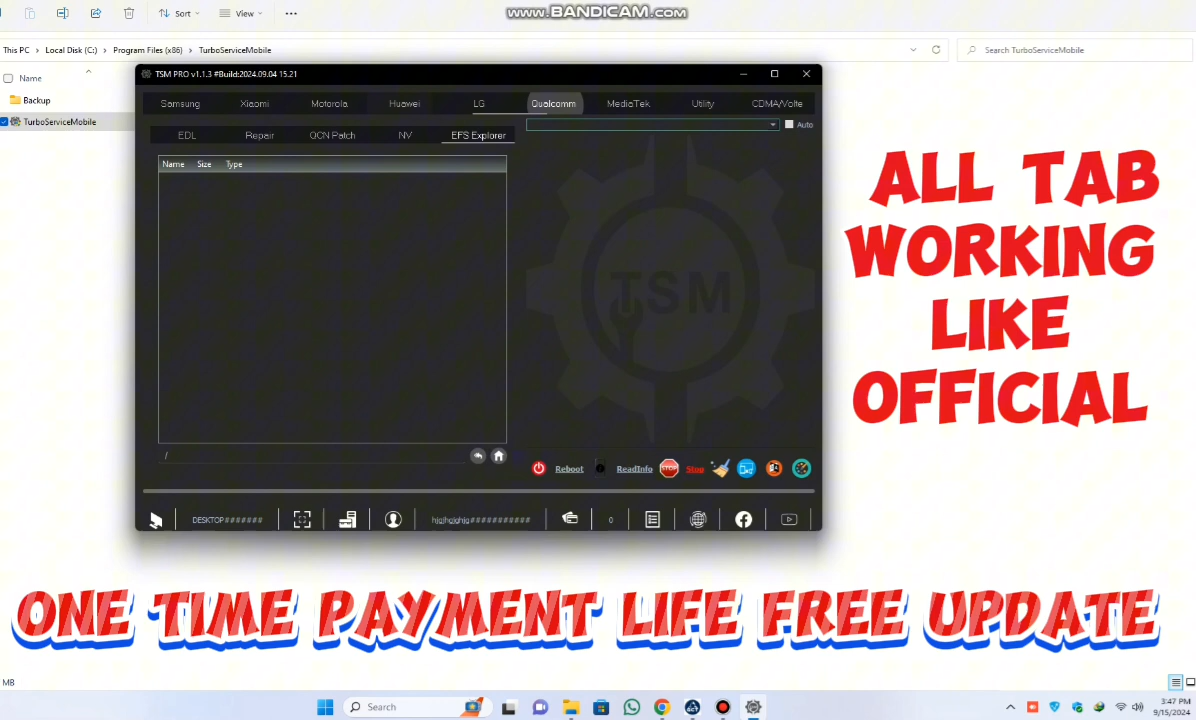 Sort
View
www.BANDICAM.com
This PC > Local Disk (C:) > Program Files (x86) > TurboServiceMobile
Search TurboServiceMobile
Name
Backup
TurboServiceMobile
TSM PRO v1.1.3 #Build:2024.09.04 15.21
Samsung Xiaomi Motorola Huawei LG Qualcomm MediaTek Utility CDMA/Volte
EDL Repair QCN Patch NV EFS Explorer
Auto
Name Size Type
TSM
/
Reboot ReadInfo STOP Stop
DESKTOP####### hjgjhgjghjg########### 0
ALL TAB
WORKING
LIKE
OFFICIAL
ONE TIME PAYMENT LIFE FREE UPDATE
MB
Search
3:47 PM
9/15/2024